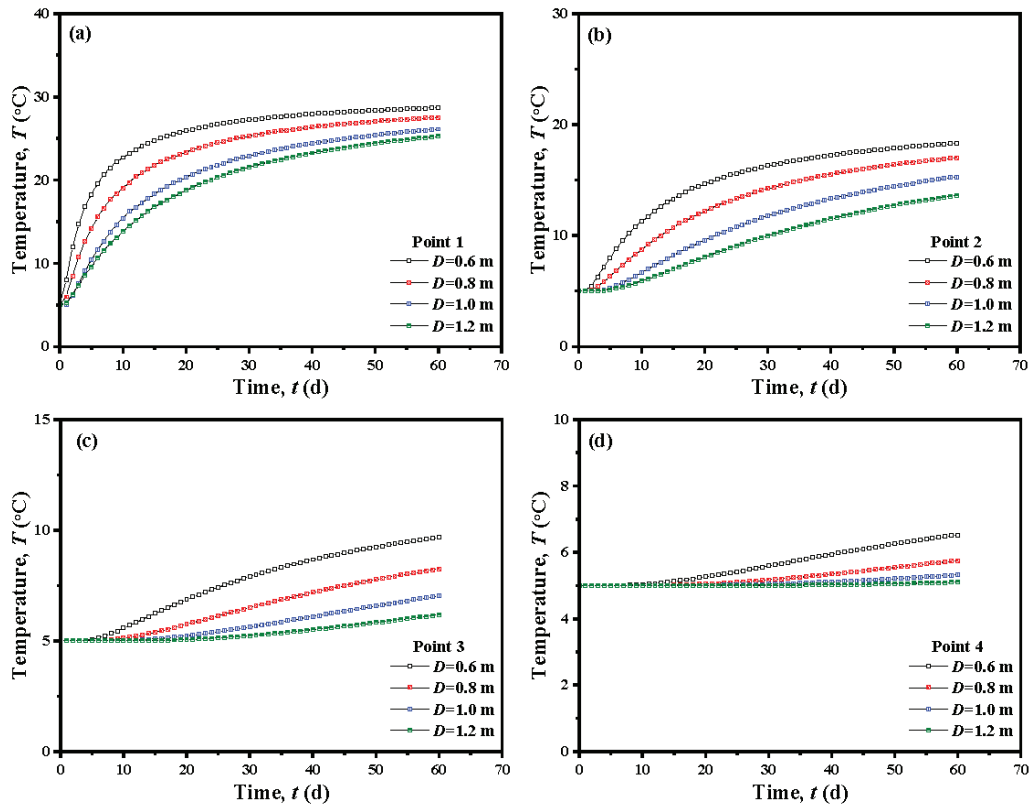 (a)
40
30
20
10
0
Temperature, T (°C)
Point 1
D=0.6 m
D=0.8 m
D=1.0 m
D=1.2 m
0 10 20 30 40 50 60 70
Time, t (d)
(b)
30
20
10
0
Temperature, T (°C)
Point 2
D=0.6 m
D=0.8 m
D=1.0 m
D=1.2 m
0 10 20 30 40 50 60 70
Time, t (d)
(c)
15
10
5
0
Temperature, T (°C)
Point 3
D=0.6 m
D=0.8 m
D=1.0 m
D=1.2 m
0 10 20 30 40 50 60 70
Time, t (d)
(d)
10
8
6
4
2
0
Temperature, T (°C)
Point 4
D=0.6 m
D=0.8 m
D=1.0 m
D=1.2 m
0 10 20 30 40 50 60 70
Time, t (d)